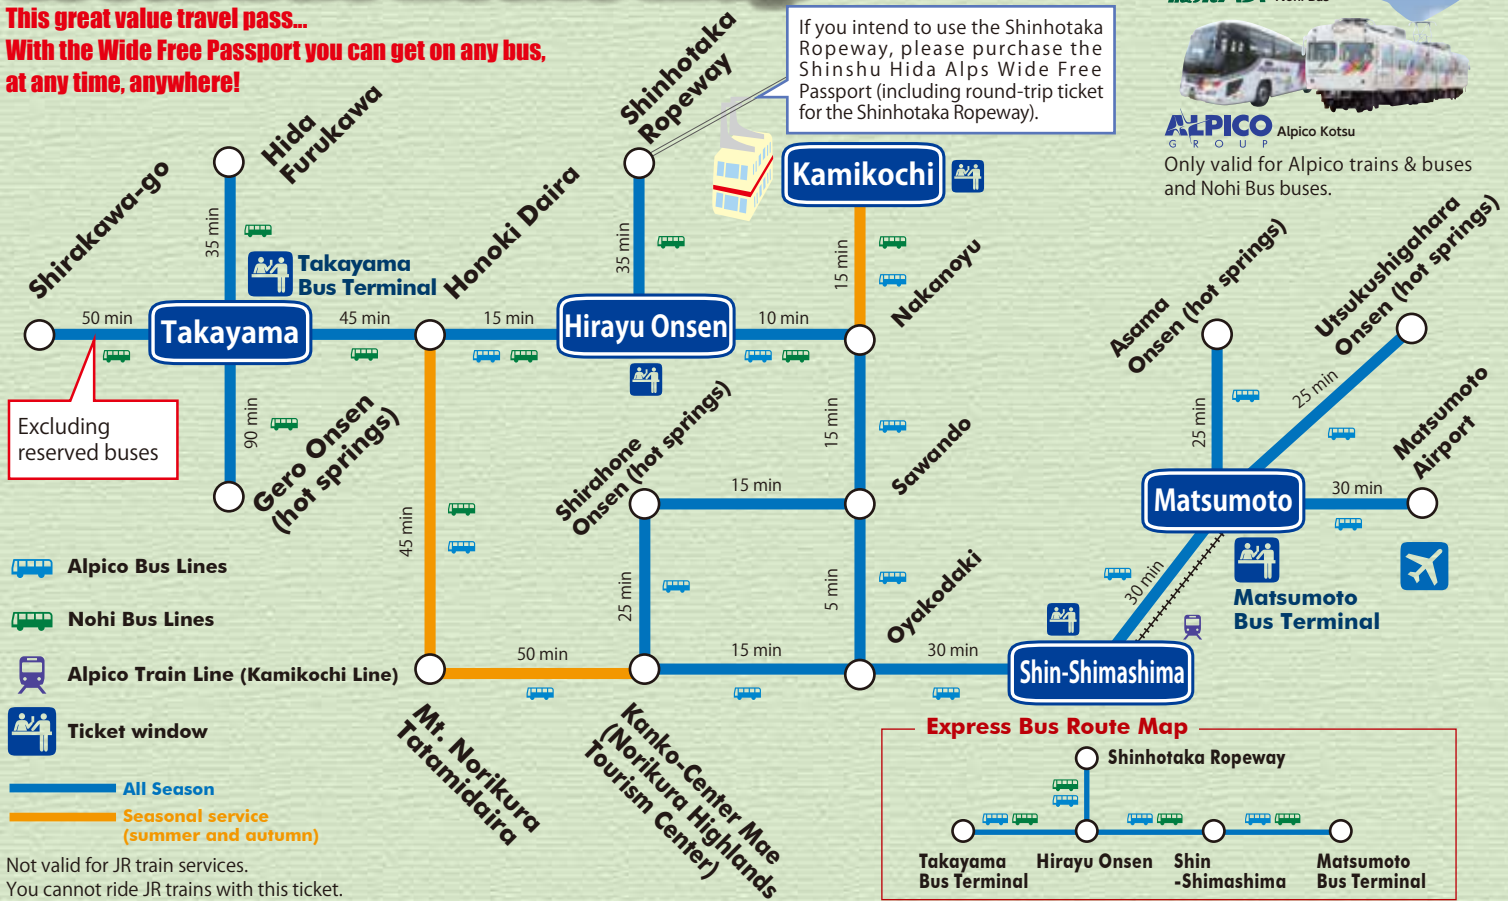 This great value travel pass...
With the Wide Free Passport you can get on any bus,
at any time, anywhere!
If you intend to use the Shinhotaka
Ropeway, please purchase the
Shinshu Hida Alps Wide Free
Passport (including round-trip ticket
for the Shinhotaka Ropeway).
Nohi Bus
ALPICO
GROUP
Alpico Kotsu
Only valid for Alpico trains & buses
and Nohi Bus buses.
Shirakawa-go
Hida
Furukawa
35 min
Takayama
Bus Terminal
Honoki Daira
Shinhotaka
Ropeway
35 min
Kamikochi
15 min
Nakanoyu
50 min
Takayama
45 min
15 min
Hirayu Onsen
10 min
Excluding
reserved buses
90 min
Gero Onsen
(hot springs)
45 min
Shirahone
Onsen (hot springs)
15 min
15 min
Sawando
25 min
5 min
Oyakodaki
50 min
15 min
30 min
Shin-Shimashima
Mt. Norikura
Tatamidaira
Kanko-Center Mae
(Norikura Highlands
Tourism Center)
Asama
Onsen (hot springs)
25 min
Utsukushigahara
Onsen (hot springs)
25 min
Matsumoto
30 min
Matsumoto
Airport
30 min
Matsumoto
Bus Terminal
Alpico Bus Lines
Nohi Bus Lines
Alpico Train Line (Kamikochi Line)
Ticket window
All Season
Seasonal service
(summer and autumn)
Not valid for JR train services.
You cannot ride JR trains with this ticket.
Express Bus Route Map
Shinhotaka Ropeway
Takayama
Bus Terminal
Hirayu Onsen
Shin
-Shimashima
Matsumoto
Bus Terminal